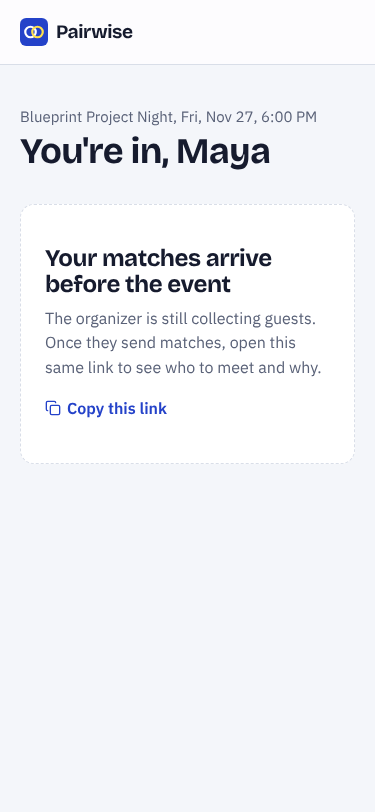 Pairwise
Blueprint Project Night, Fri, Nov 27, 6:00 PM
You're in, Maya
Your matches arrive
before the event
The organizer is still collecting guests.
Once they send matches, open this
same link to see who to meet and why.
Copy this link